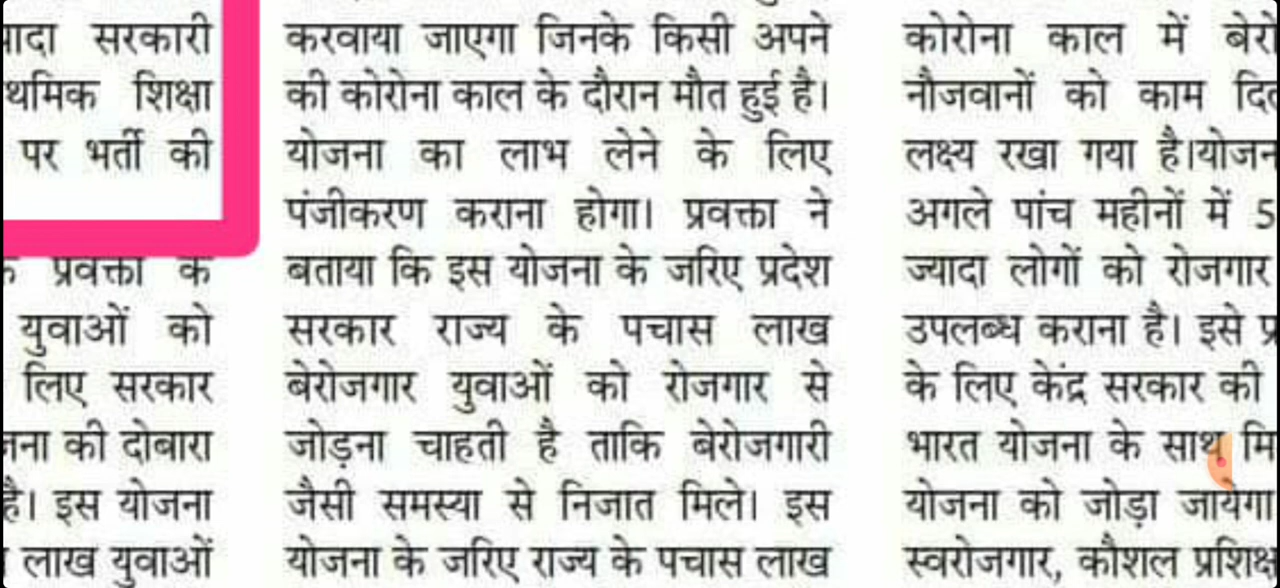 सरकारी
शिक्षा
पर भर्ती की
प्रवक्ता के
युवाओं को
लिए सरकार
की दोबारा
है। इस योजना
लाख युवाओं
करवाया जाएगा जिनके किसी अपने
की कोरोना काल के दौरान मौत हुई है।
योजना का लाभ लेने के लिए
पंजीकरण कराना होगा। प्रवक्ता ने
बताया कि इस योजना के जरिए प्रदेश
सरकार राज्य के पचास लाख
बेरोजगार युवाओं को रोजगार से
जोड़ना चाहती है ताकि बेरोजगारी
जैसी समस्या से निजात मिले। इस
योजना के जरिए राज्य के पचास लाख
कोरोना काल में
नौजवानों को काम
लक्ष्य रखा गया है।योजन
अगले पांच महीनों में 5
ज्यादा लोगों को रोजगार
उपलब्ध कराना है। इसे
के लिए केंद्र सरकार की
भारत योजना के साथ
योजना को जोड़ा जायेगा
स्वरोजगार, कौशल